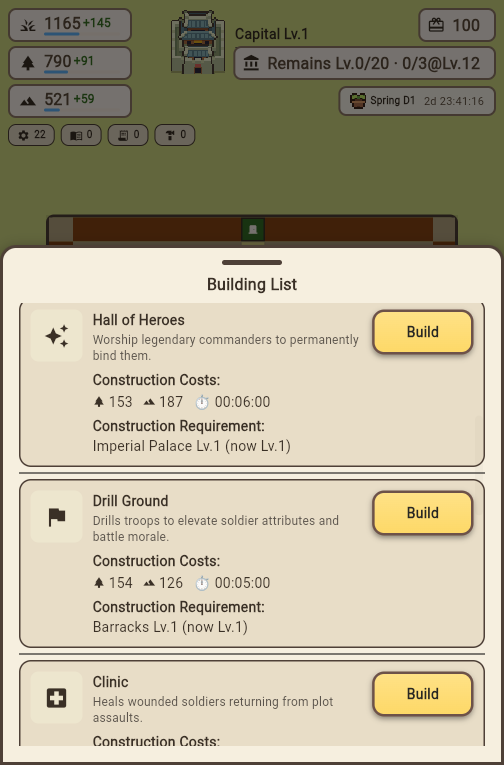 1165 +145
Capital Lv.1
100
790 +91
Remains Lv.0/20 · 0/3@Lv.12
521 +59
Spring D1 2d 23:41:16
22 0 0 0
Building List
Hall of Heroes
Build
Worship legendary commanders to permanently
bind them.
Construction Costs:
153 187 00:06:00
Construction Requirement:
Imperial Palace Lv.1 (now Lv.1)
Drill Ground
Build
Drills troops to elevate soldier attributes and
battle morale.
Construction Costs:
154 126 00:05:00
Construction Requirement:
Barracks Lv.1 (now Lv.1)
Clinic
Build
Heals wounded soldiers returning from plot
assaults.
Construction Costs: